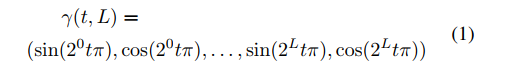 γ(t, L) =
(sin(2⁰tπ), cos(2⁰tπ), . . . , sin(2ᴸtπ), cos(2ᴸtπ)) (1)